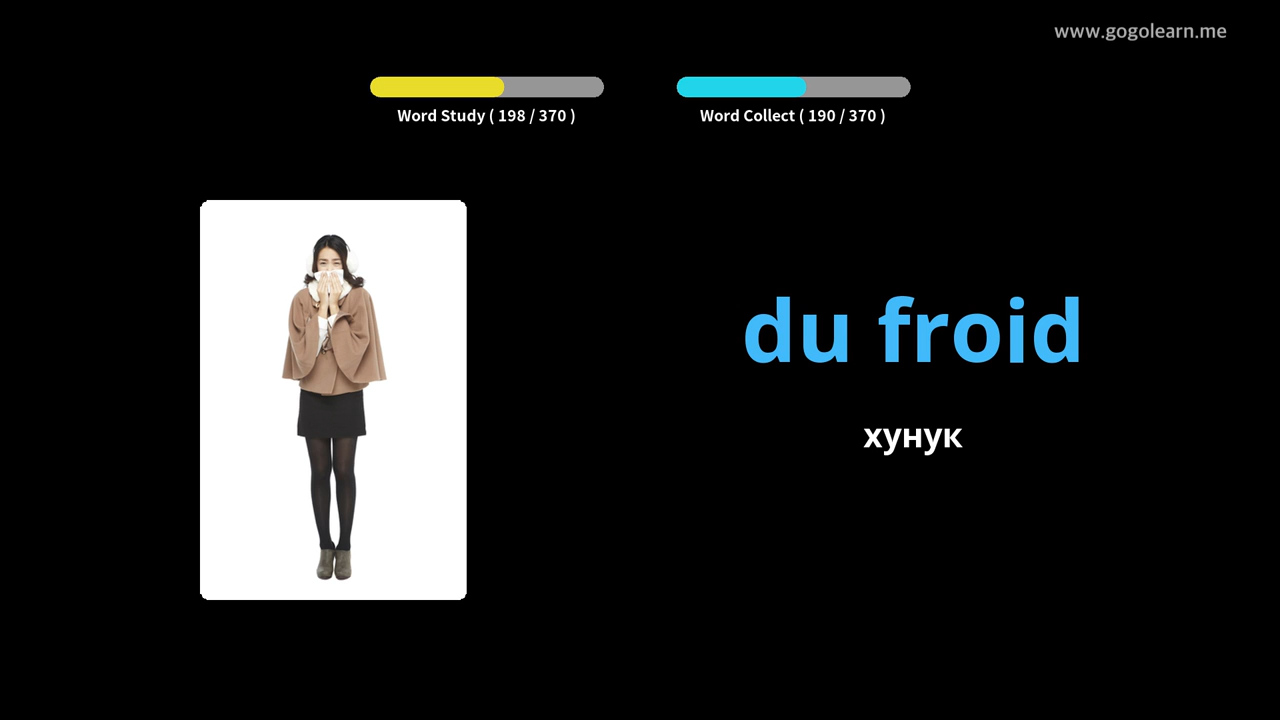 www.gogolearn.me
Word Study ( 198 / 370 )
Word Collect ( 190 / 370 )
du froid
хунук